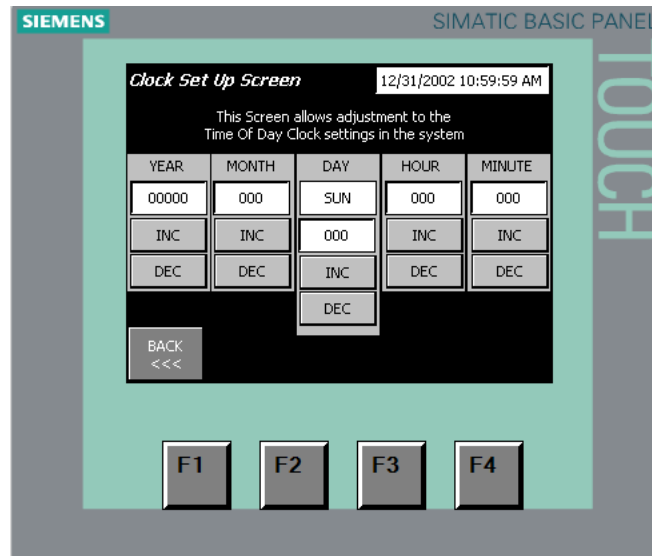 SIEMENS
SIMATIC BASIC PANEL
TOUCH
Clock Set Up Screen
12/31/2002 10:59:59 AM
This Screen allows adjustment to the
Time Of Day Clock settings in the system
YEAR MONTH DAY HOUR MINUTE
00000 000 SUN 000 000
INC INC 000 INC INC
DEC DEC INC DEC DEC
DEC
BACK
<<<
F1 F2 F3 F4